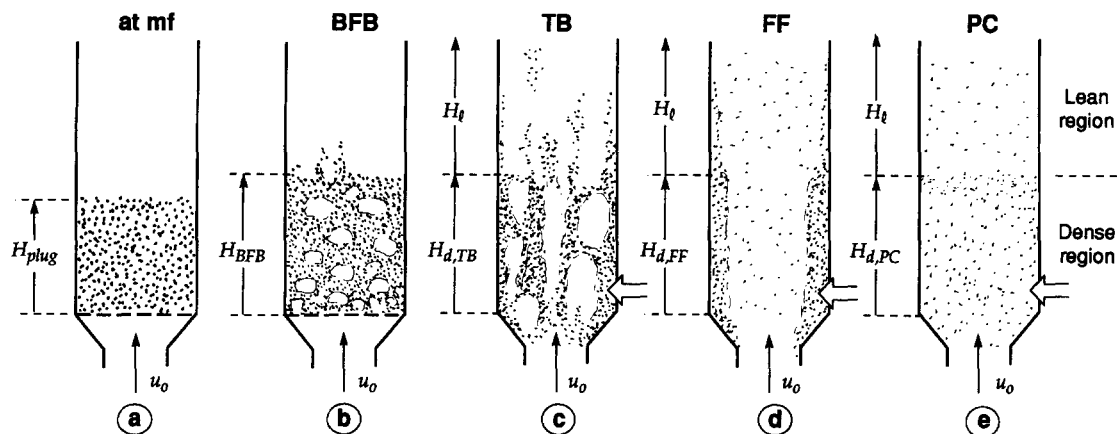 at mf
BFB
TB
FF
PC
H_plug
H_BFB
H_ℓ
H_d,TB
H_ℓ
H_d,FF
H_ℓ
H_d,PC
Lean
region
Dense
region
u_o
u_o
u_o
u_o
u_o
a
b
c
d
e